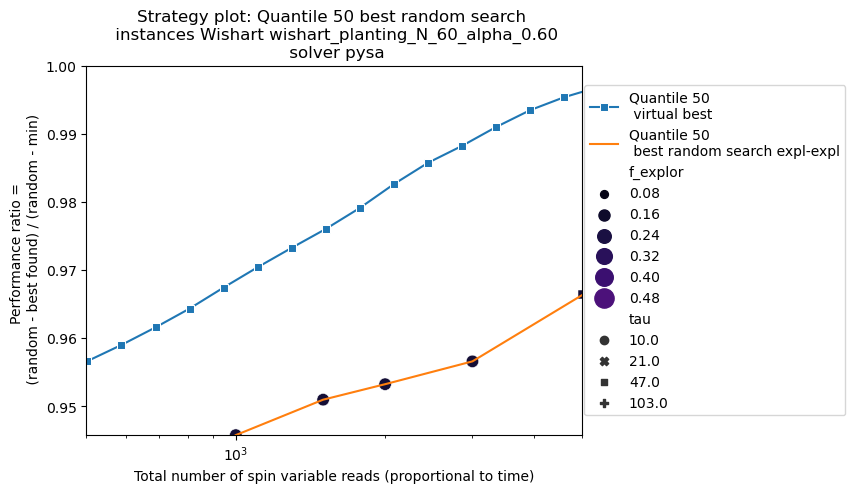 Strategy plot: Quantile 50 best random search
instances Wishart wishart_planting_N_60_alpha_0.60
solver pysa
1.00
0.99
0.98
0.97
0.96
0.95
Performance ratio =
(random - best found) / (random - min)
10^3
Total number of spin variable reads (proportional to time)
Quantile 50
virtual best
Quantile 50
best random search expl-expl
f_explor
0.08
0.16
0.24
0.32
0.40
0.48
tau
10.0
21.0
47.0
103.0